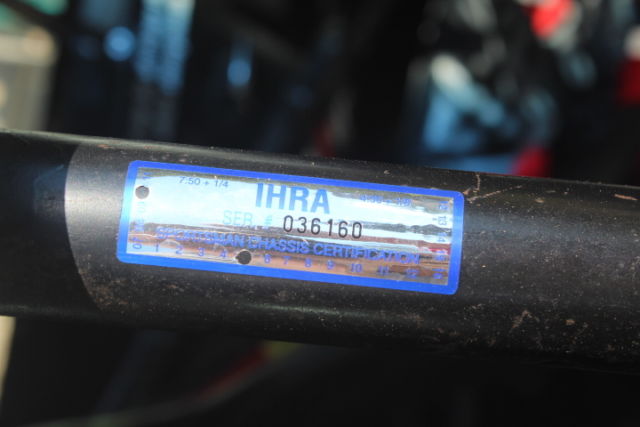 7:50 + 1/4
IHRA
SER. # 036160
SPORTSMAN CHASSIS CERTIFICATION
1 2 3 4 6 7 8 9 10 11 12